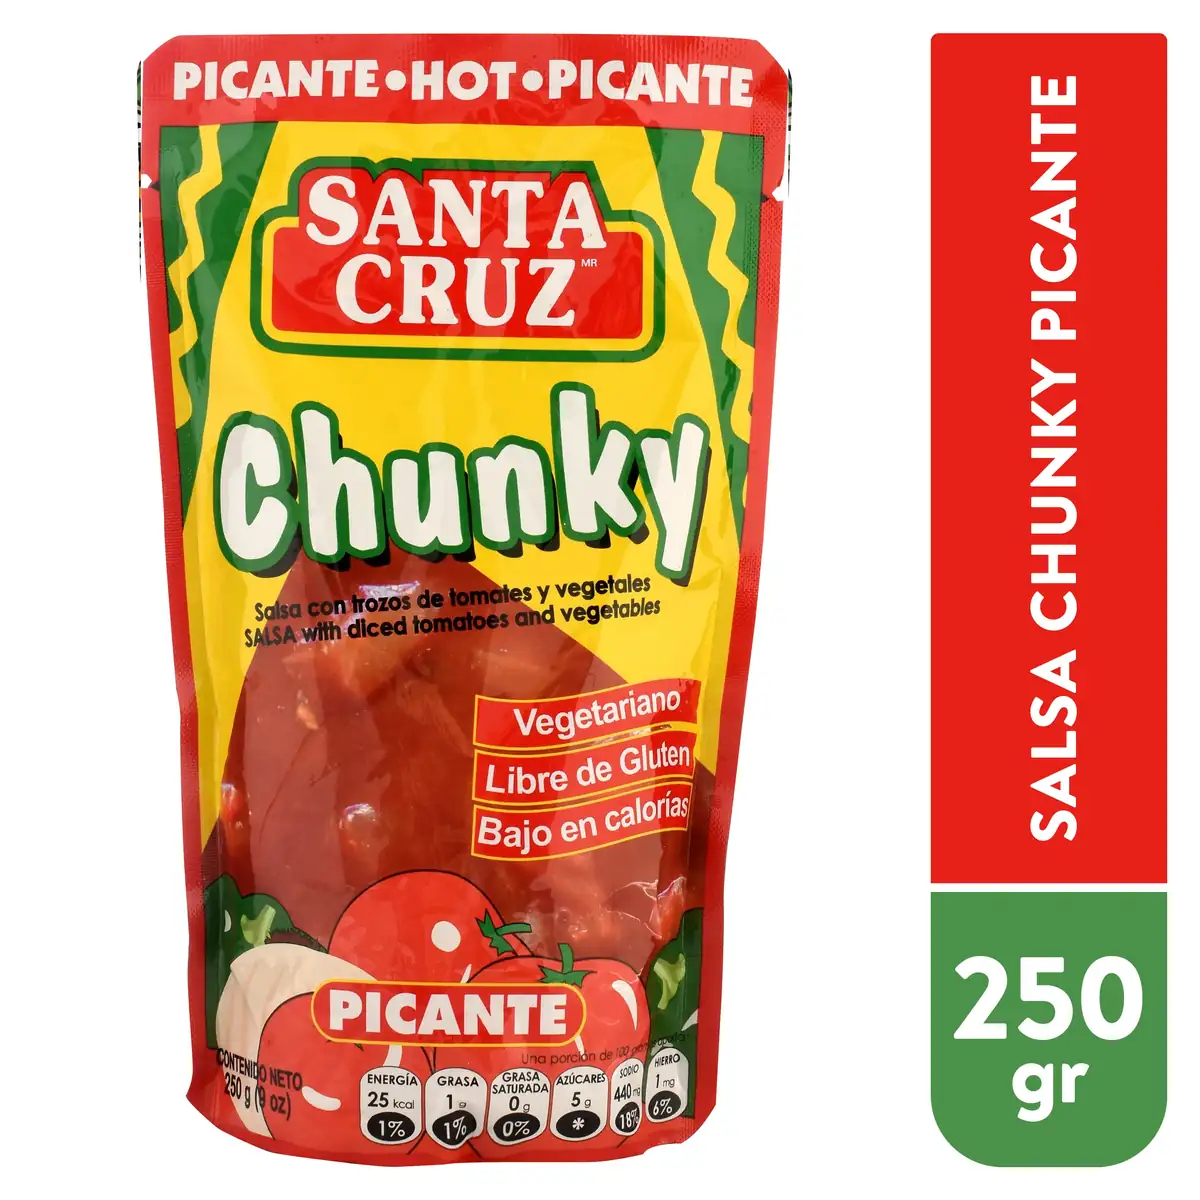 PICANTE•HOT•PICANTE
SANTA
CRUZ MR
Chunky
Salsa con trozos de tomates y vegetales
SALSA with diced tomatoes and vegetables
Vegetariano
Libre de Gluten
Bajo en calorías
PICANTE
Una porción de 100
CONTENIDO NETO
250 g (9 oz)
ENERGÍA
25 kcal
1%
GRASA
1 g
1%
GRASA
SATURADA
0 g
0%
AZÚCARES
5 g
*
SODIO
440 mg
18%
HIERRO
1 mg
6%
SALSA CHUNKY PICANTE
250
gr